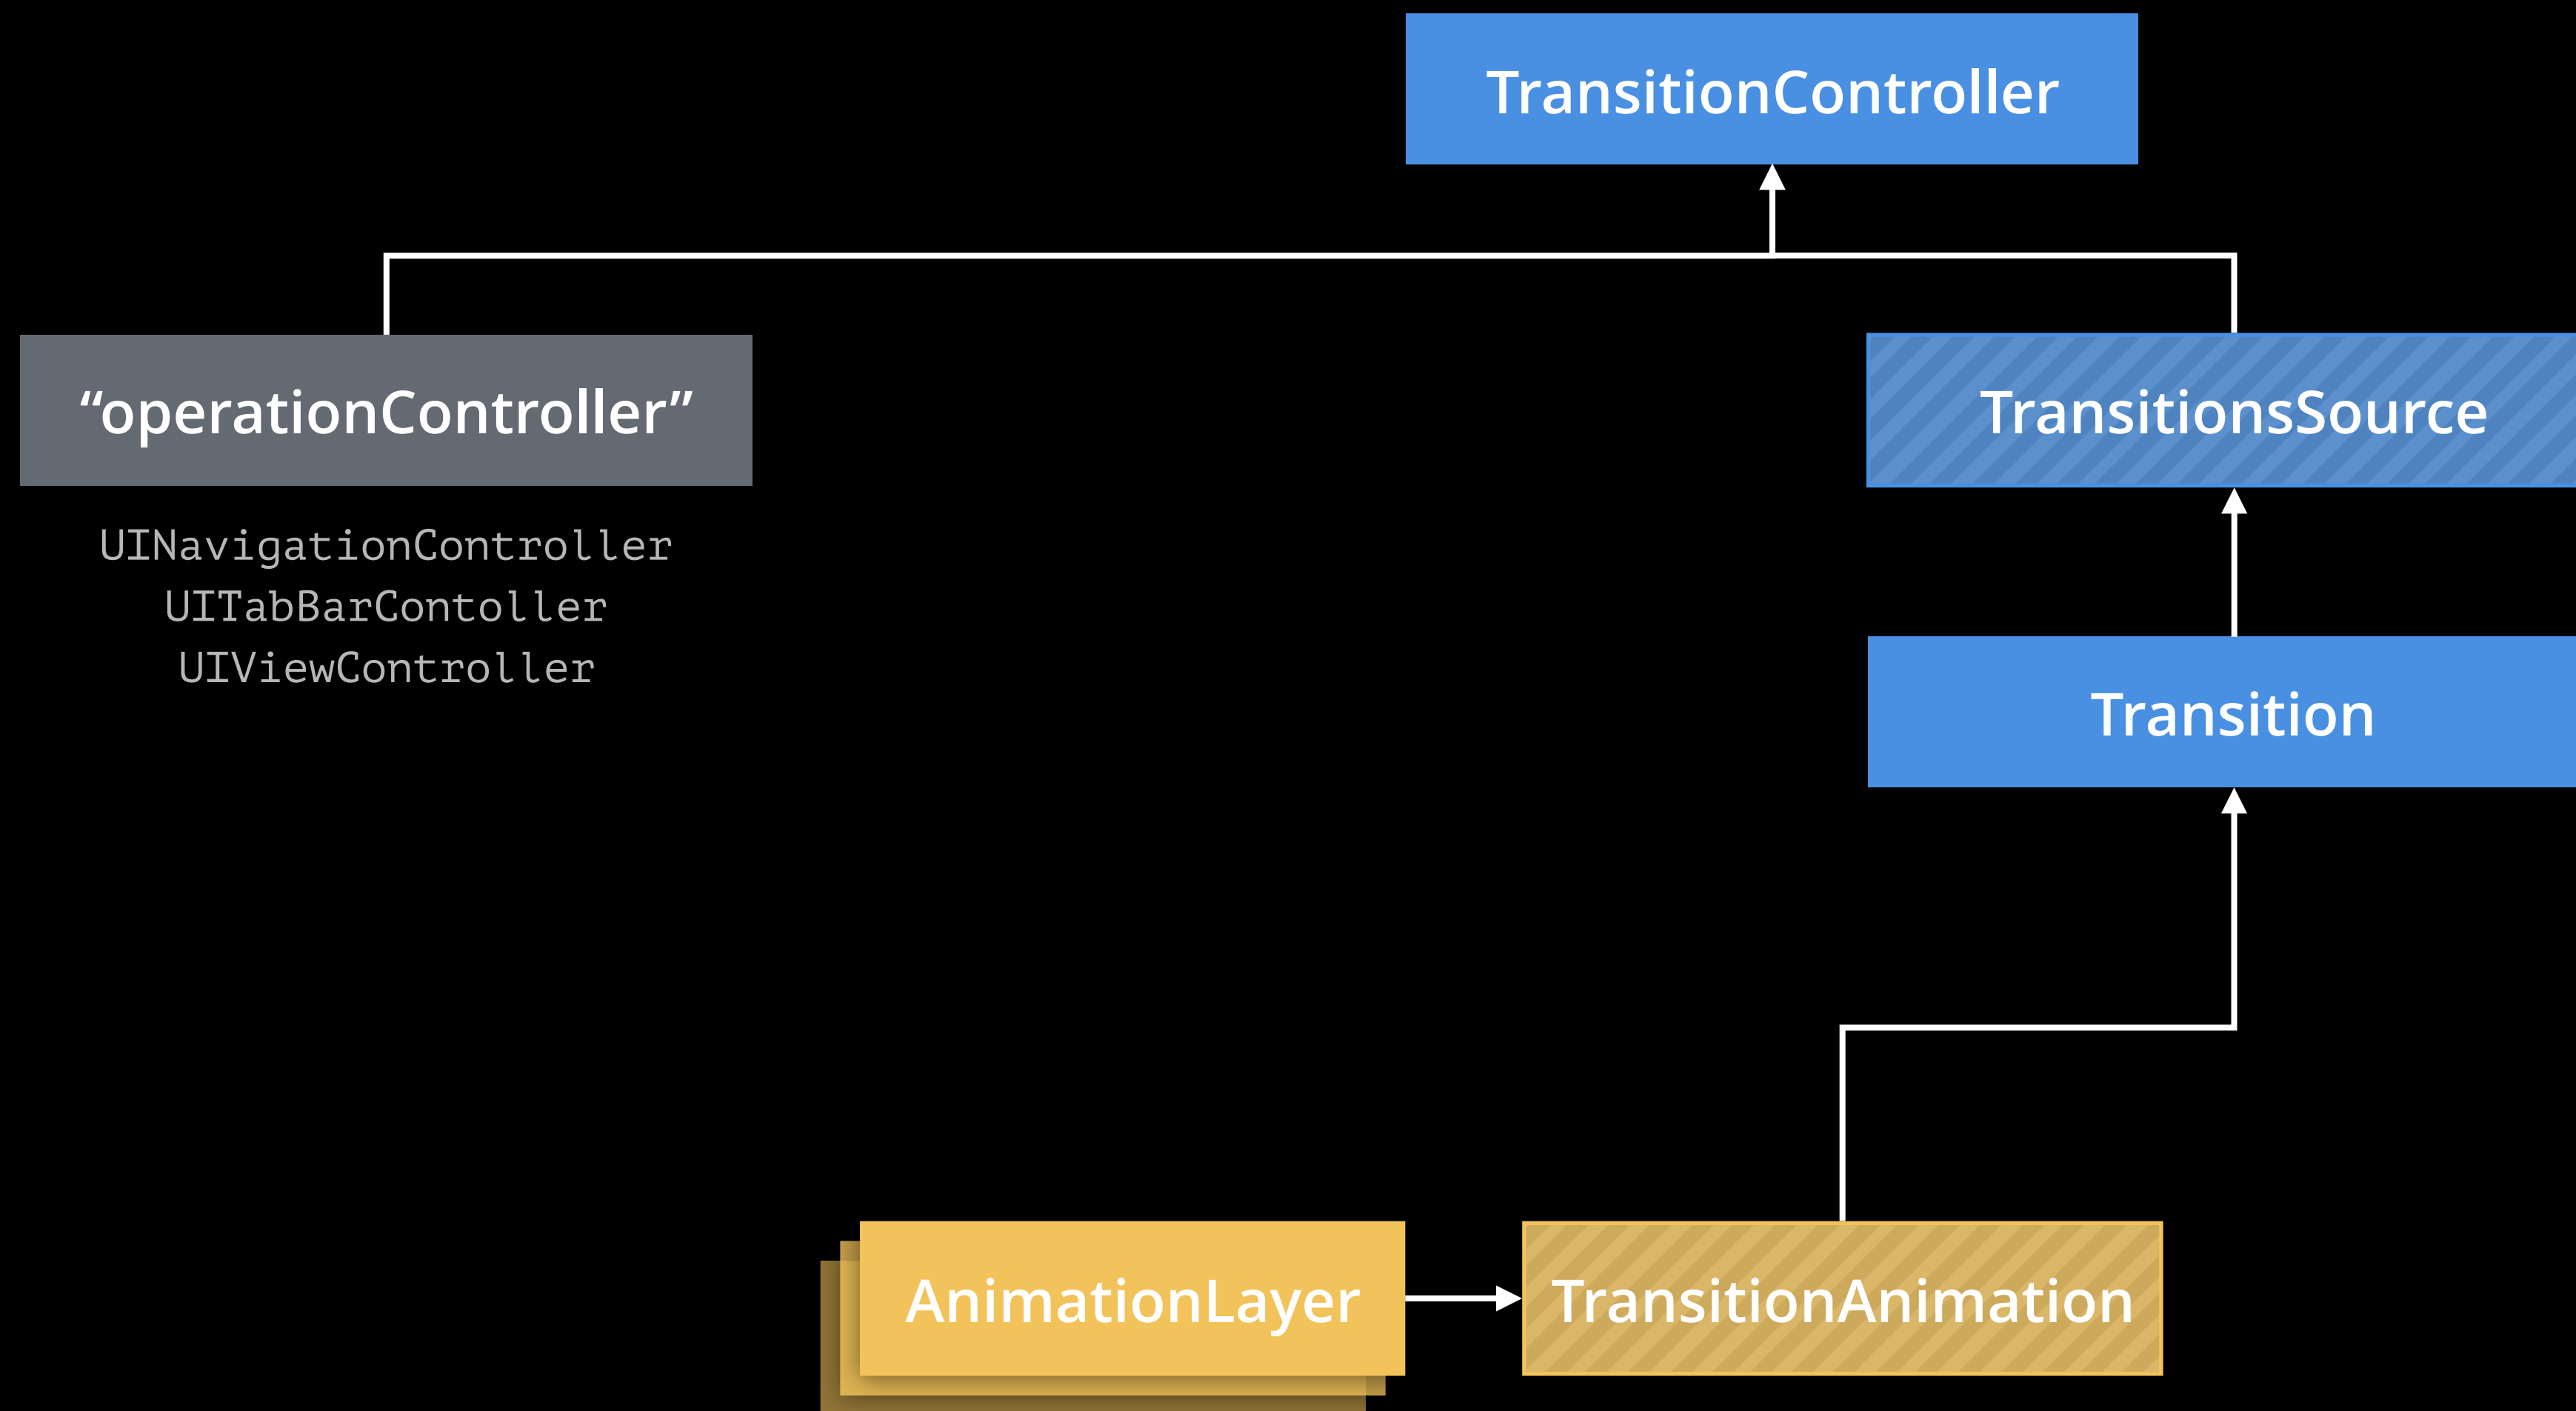 TransitionController
“operationController”
TransitionsSource
UINavigationController
UITabBarContoller
UIViewController
Transition
AnimationLayer
TransitionAnimation